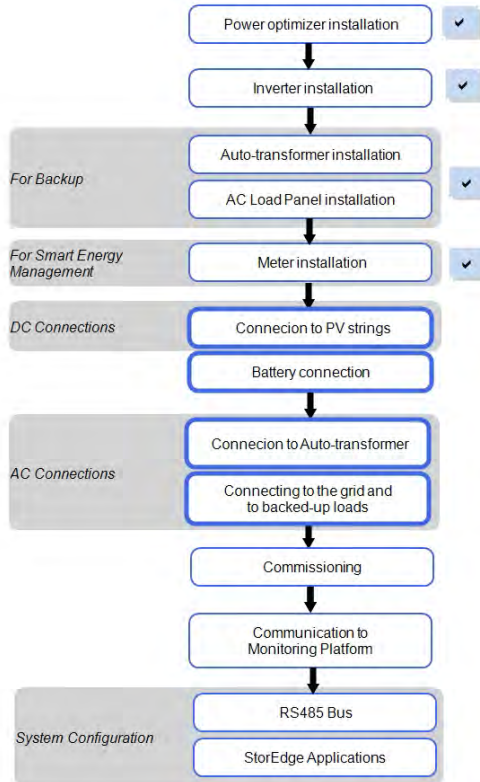 Power optimizer installation
Inverter installation
For Backup
Auto-transformer installation
AC Load Panel installation
For Smart Energy
Management
Meter installation
DC Connections
Connecion to PV strings
Battery connection
AC Connections
Connecion to Auto-transformer
Connecting to the grid and
to backed-up loads
Commissioning
Communication to
Monitoring Platform
System Configuration
RS485 Bus
StorEdge Applications